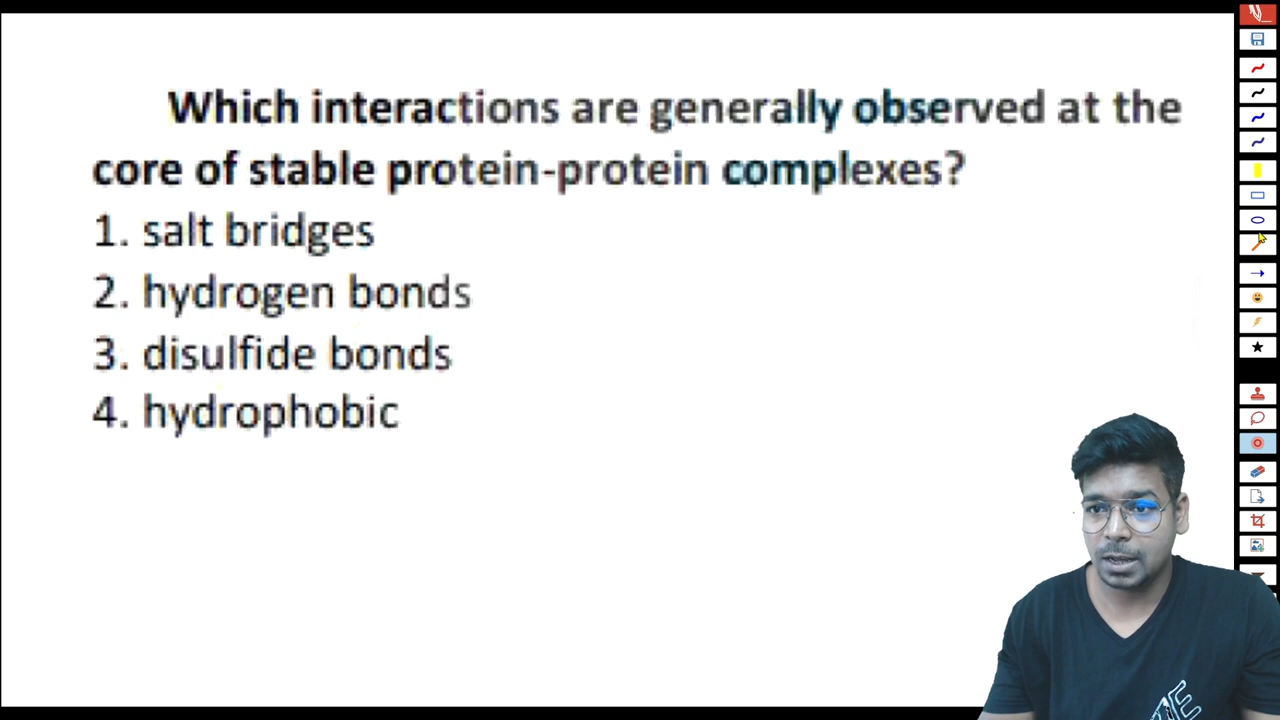 Which interactions are generally observed at the
core of stable protein-protein complexes?
1. salt bridges
2. hydrogen bonds
3. disulfide bonds
4. hydrophobic